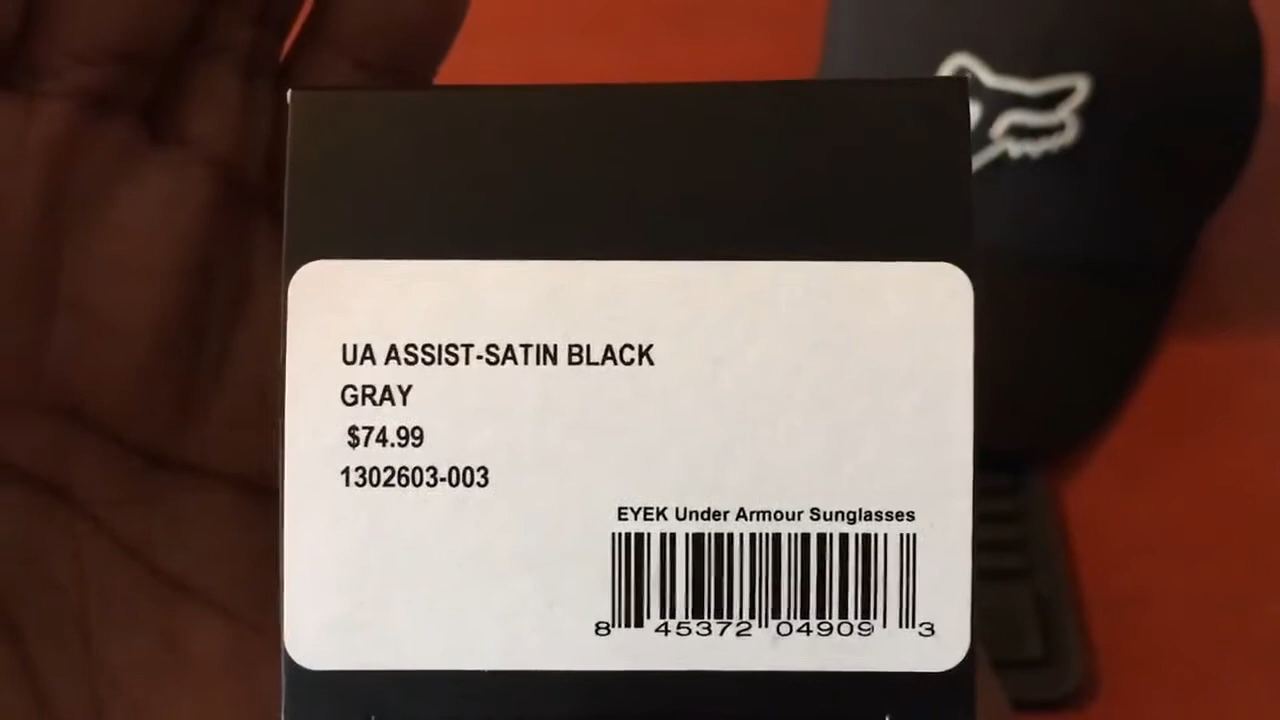 UA ASSIST-SATIN BLACK
GRAY
$74.99
1302603-003
EYEK Under Armour Sunglasses
8 45372 04909 3